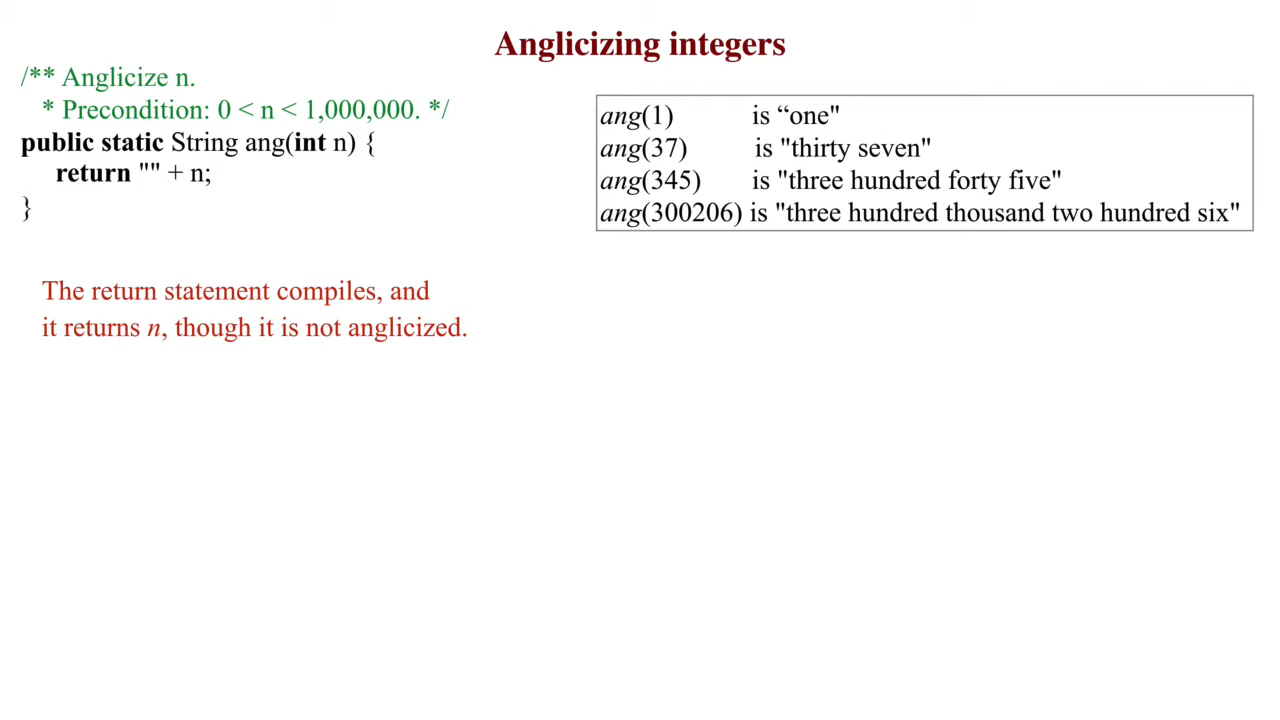 Anglicizing integers
/** Anglicize n.
* Precondition: 0 < n < 1,000,000. */
public static String ang(int n) {
return "" + n;
}
The return statement compiles, and
it returns n, though it is not anglicized.
ang(1) is “one"
ang(37) is "thirty seven"
ang(345) is "three hundred forty five"
ang(300206) is "three hundred thousand two hundred six"